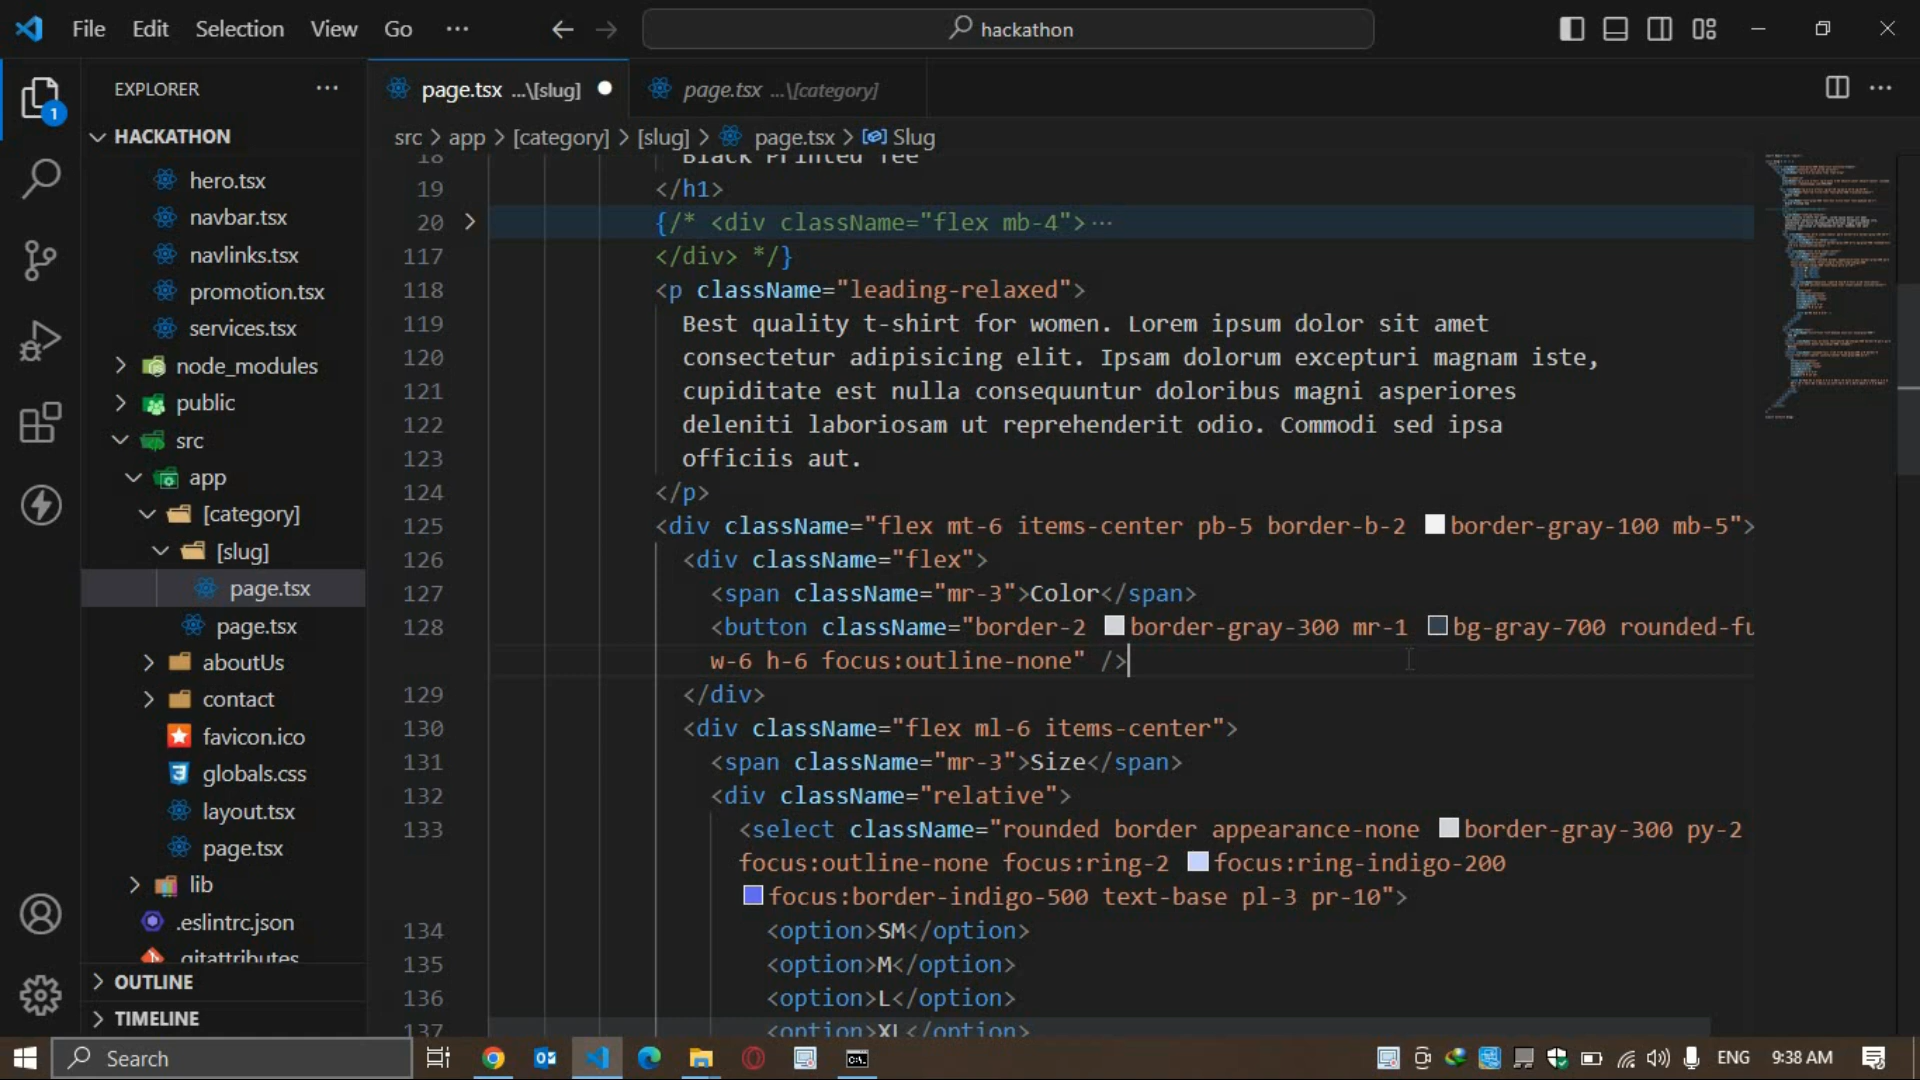 File Edit Selection View Go ··· hackathon
EXPLORER ···
HACKATHON
hero.tsx
navbar.tsx
navlinks.tsx
promotion.tsx
services.tsx
node_modules
public
src
app
[category]
[slug]
page.tsx
page.tsx
aboutUs
contact
favicon.ico
globals.css
layout.tsx
page.tsx
lib
.eslintrc.json
.gitattributes
OUTLINE
TIMELINE
1
page.tsx ...\[slug]
page.tsx ...\[category]
src > app > [category] > [slug] > page.tsx > Slug
18 Black Printed Tee
19 </h1>
20 {/* <div className="flex mb-4"> ···
117 </div> */}
118 <p className="leading-relaxed">
119 Best quality t-shirt for women. Lorem ipsum dolor sit amet
120 consectetur adipisicing elit. Ipsam dolorum excepturi magnam iste,
121 cupiditate est nulla consequuntur doloribus magni asperiores
122 deleniti laboriosam ut reprehenderit odio. Commodi sed ipsa
123 officiis aut.
124 </p>
125 <div className="flex mt-6 items-center pb-5 border-b-2 border-gray-100 mb-5">
126 <div className="flex">
127 <span className="mr-3">Color</span>
128 <button className="border-2 border-gray-300 mr-1 bg-gray-700 rounded-fu
w-6 h-6 focus:outline-none" />
129 </div>
130 <div className="flex ml-6 items-center">
131 <span className="mr-3">Size</span>
132 <div className="relative">
133 <select className="rounded border appearance-none border-gray-300 py-2
focus:outline-none focus:ring-2 focus:ring-indigo-200
focus:border-indigo-500 text-base pl-3 pr-10">
134 <option>SM</option>
135 <option>M</option>
136 <option>L</option>
137 <option>XL</option>
Search
ENG 9:38 AM